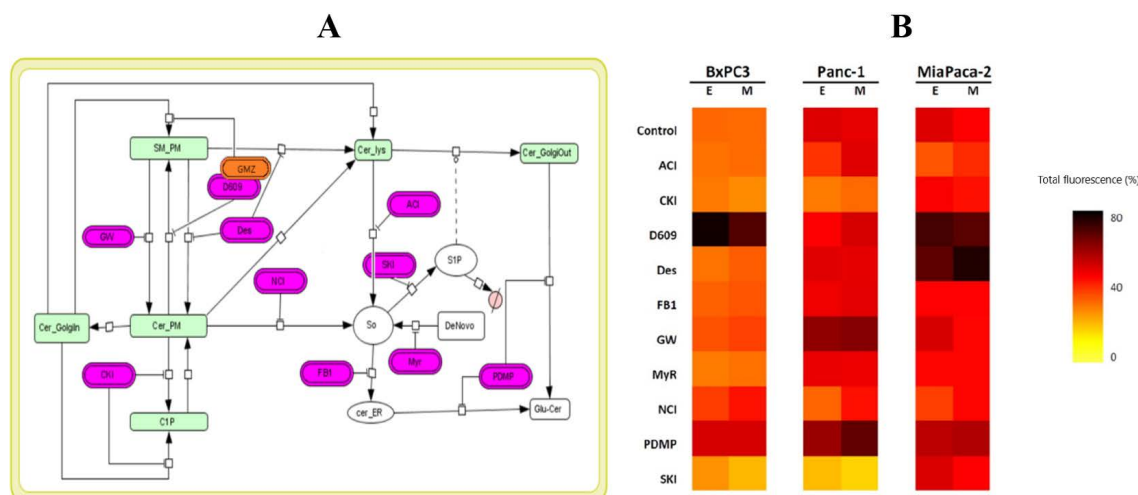 A
SM_PM
GMZ
D609
Des
GW
Cer_lys
Cer_GolgiOut
ACI
SKI
S1P
NCI
Cer_GolgiIn
Cer_PM
So
DeNovo
Myr
CKI
FB1
PDMP
C1P
cer_ER
Glu-Cer
B
BxPC3 Panc-1 MiaPaca-2
E M E M E M
Control
ACI
CKI
D609
Des
FB1
GW
MyR
NCI
PDMP
SKI
Total fluorescence (%)
80
40
0